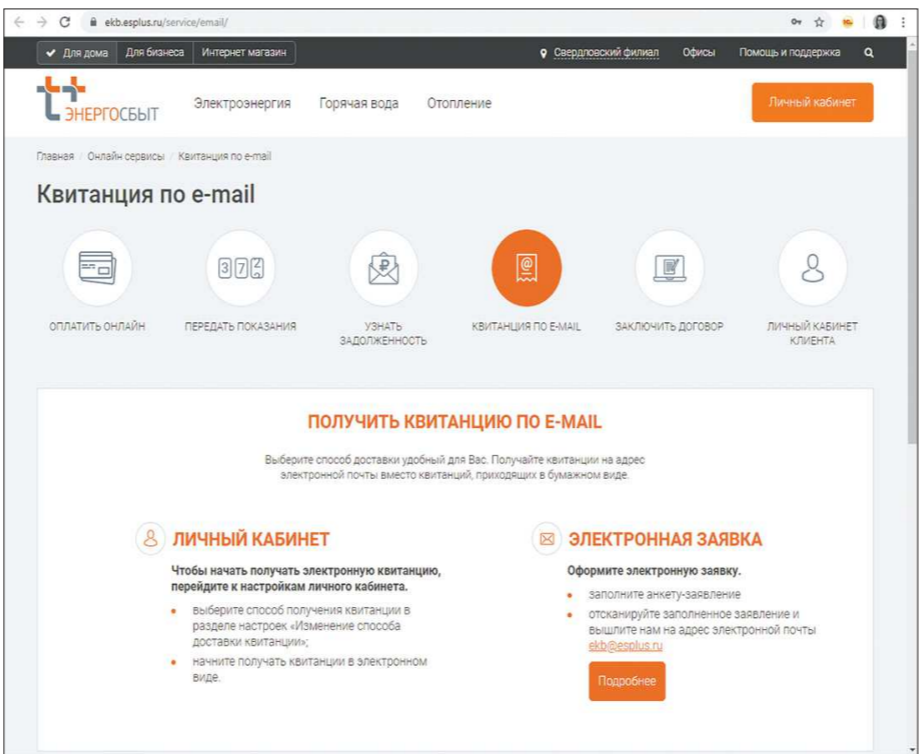 ekb.esplus.ru/service/email/
Для дома Для бизнеса Интернет магазин Свердловский филиал Офисы Помощь и поддержка
ЭНЕРГОСБЫТ
Электроэнергия Горячая вода Отопление
Личный кабинет
Главная / Онлайн сервисы / Квитанция по e-mail
Квитанция по e-mail
372
ОПЛАТИТЬ ОНЛАЙН
ПЕРЕДАТЬ ПОКАЗАНИЯ
УЗНАТЬ
ЗАДОЛЖЕННОСТЬ
КВИТАНЦИЯ ПО E-MAIL
ЗАКЛЮЧИТЬ ДОГОВОР
ЛИЧНЫЙ КАБИНЕТ
КЛИЕНТА
ПОЛУЧИТЬ КВИТАНЦИЮ ПО E-MAIL
Выберите способ доставки удобный для Вас. Получайте квитанции на адрес
электронной почты вместо квитанций, приходящих в бумажном виде.
ЛИЧНЫЙ КАБИНЕТ
Чтобы начать получать электронную квитанцию,
перейдите к настройкам личного кабинета.
• выберите способ получения квитанции в
разделе настроек «Изменение способа
доставки квитанции»;
• начните получать квитанции в электронном
виде.
ЭЛЕКТРОННАЯ ЗАЯВКА
Оформите электронную заявку.
• заполните анкету-заявление
• отсканируйте заполненное заявление и
вышлите нам на адрес электронной почты
ekb@esplus.ru
Подробнее